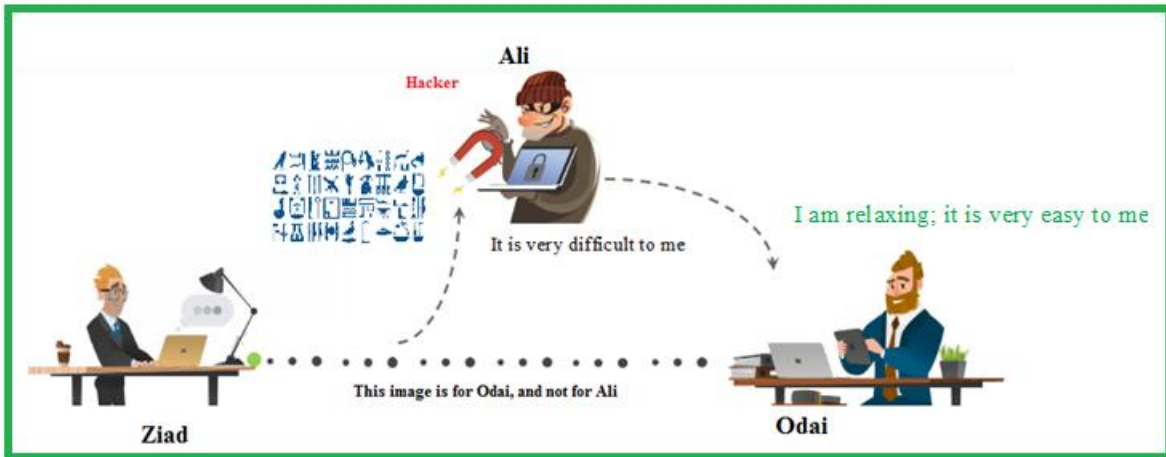 Ali
Hacker
It is very difficult to me
I am relaxing; it is very easy to me
This image is for Odai, and not for Ali
Ziad
Odai